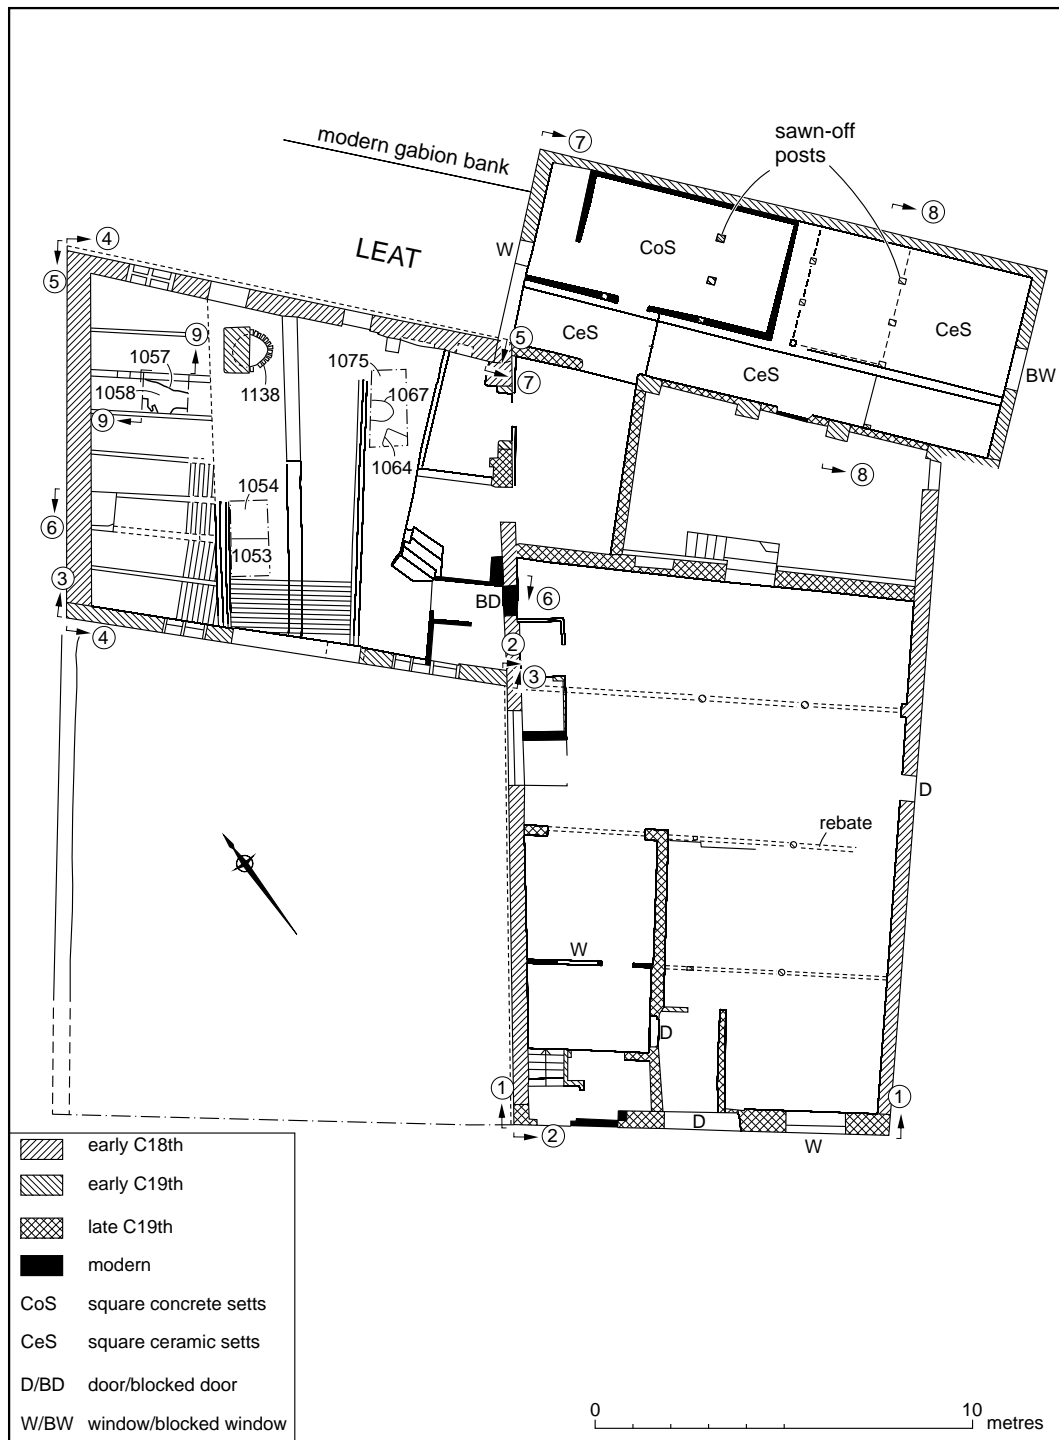 sawn-off
posts
7
modern gabion bank
8
4
LEAT
W
CoS
5
CeS
CeS
9
1057
1075
5
BW
1058
1067
7
CeS
1138
9
1064
8
1054
6
1053
3
BD
6
4
2
3
D
rebate
W
D
1
1
D
2
W
early C18th
early C19th
late C19th
modern
CoS square concrete setts
CeS square ceramic setts
D/BD door/blocked door
W/BW window/blocked window
0 10
metres